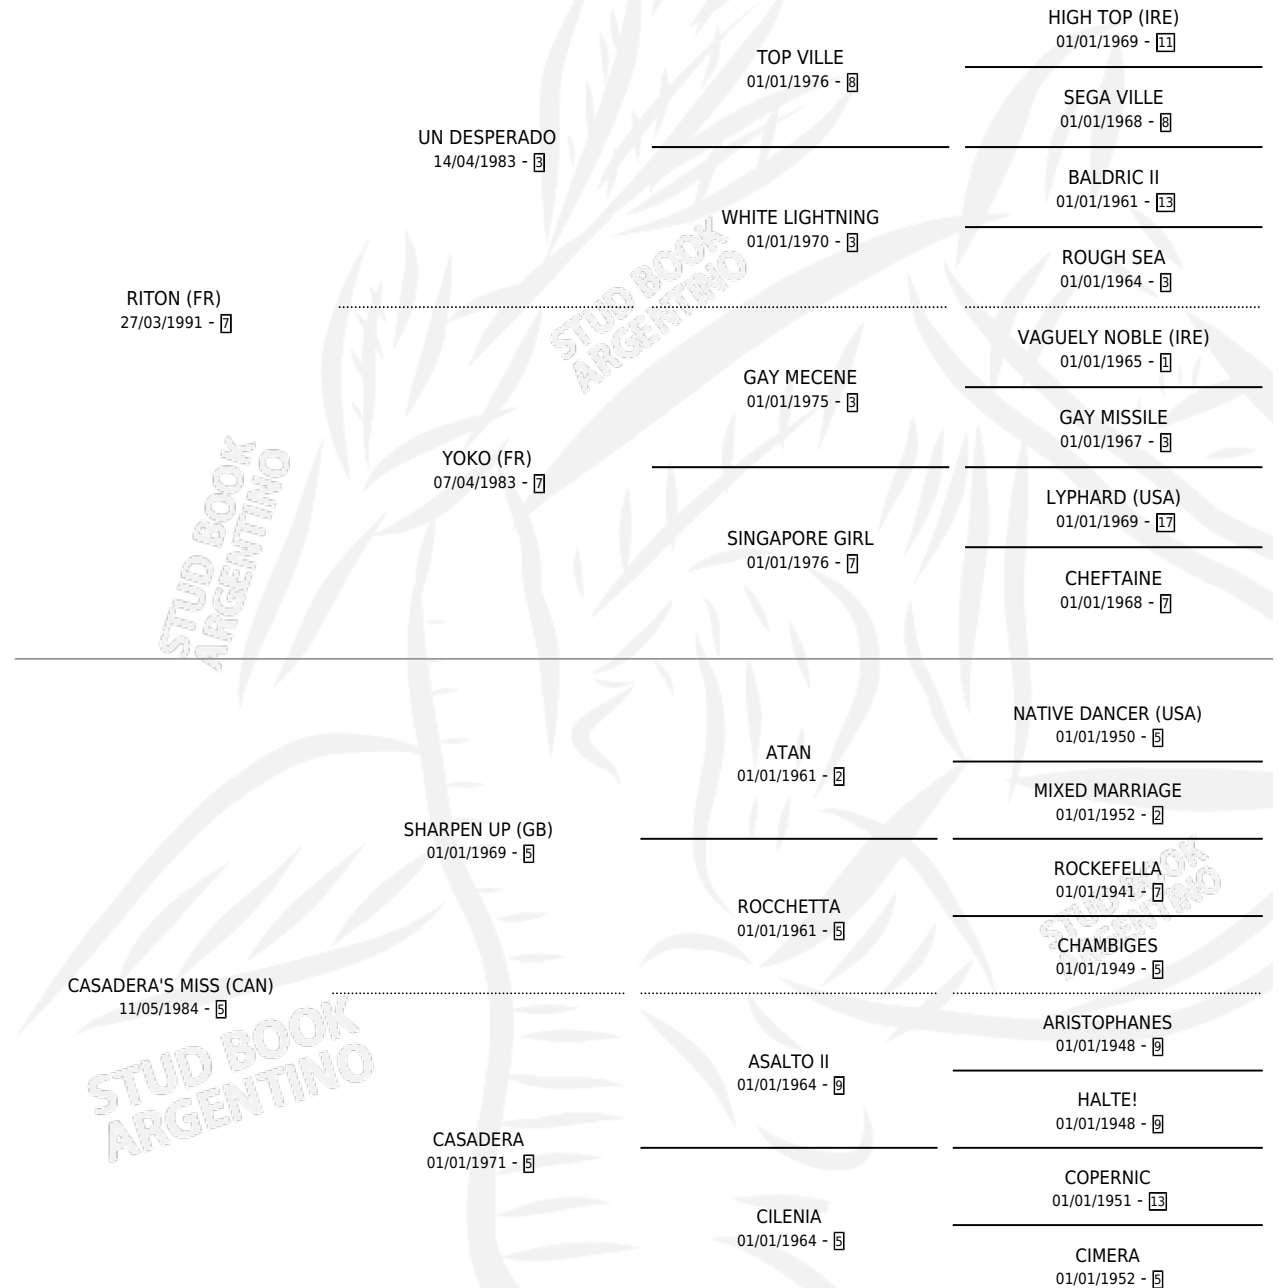 HIGH TOP (IRE)
01/01/1969 - 11
TOP VILLE
01/01/1976 - 8
SEGA VILLE
01/01/1968 - 8
UN DESPERADO
14/04/1983 - 3
BALDRIC II
01/01/1961 - 13
WHITE LIGHTNING
01/01/1970 - 3
ROUGH SEA
01/01/1964 - 3
RITON (FR)
27/03/1991 - 7
VAGUELY NOBLE (IRE)
01/01/1965 - 1
GAY MECENE
01/01/1975 - 3
GAY MISSILE
01/01/1967 - 3
YOKO (FR)
07/04/1983 - 7
LYPHARD (USA)
01/01/1969 - 17
SINGAPORE GIRL
01/01/1976 - 7
CHEFTAINE
01/01/1968 - 7
NATIVE DANCER (USA)
01/01/1950 - 5
ATAN
01/01/1961 - 2
MIXED MARRIAGE
01/01/1952 - 2
SHARPEN UP (GB)
01/01/1969 - 5
ROCKEFELLA
01/01/1941 - 7
ROCCHETTA
01/01/1961 - 5
CHAMBIGES
01/01/1949 - 5
CASADERA'S MISS (CAN)
11/05/1984 - 5
ARISTOPHANES
01/01/1948 - 9
ASALTO II
01/01/1964 - 9
HALTE!
01/01/1948 - 9
CASADERA
01/01/1971 - 5
COPERNIC
01/01/1951 - 13
CILENIA
01/01/1964 - 5
CIMERA
01/01/1952 - 5
STUD BOOK
ARGENTINO
STUD BOOK
ARGENTINO
STUD BOOK
ARGENTINO
STUD BOOK
ARGENTINO